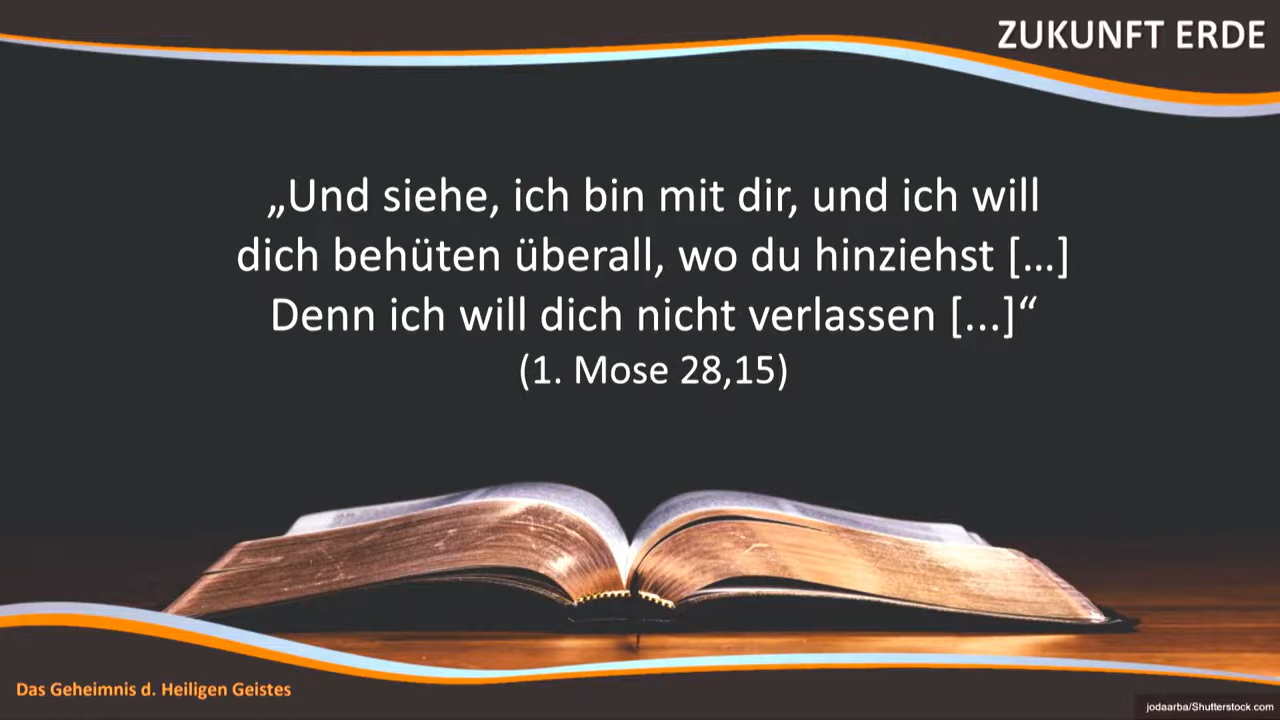 ZUKUNFT ERDE
„Und siehe, ich bin mit dir, und ich will
dich behüten überall, wo du hinziehst [...]
Denn ich will dich nicht verlassen [...]“
(1. Mose 28,15)
Das Geheimnis d. Heiligen Geistes
jodaarba/Shutterstock.com